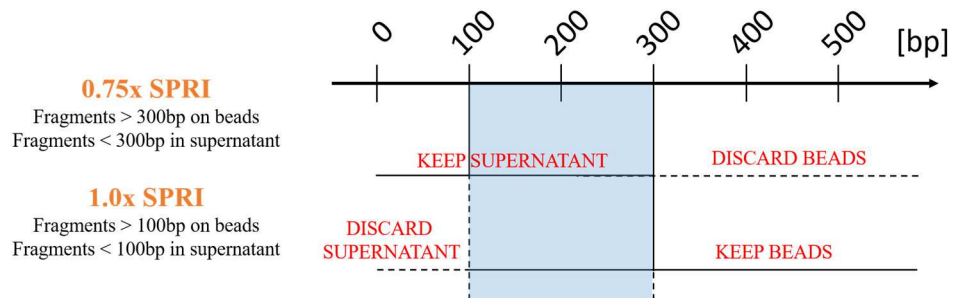 0 100 200 300 400 500 [bp]
0.75x SPRI
Fragments > 300bp on beads
Fragments < 300bp in supernatant
KEEP SUPERNATANT DISCARD BEADS
1.0x SPRI
Fragments > 100bp on beads
Fragments < 100bp in supernatant
DISCARD
SUPERNATANT
KEEP BEADS